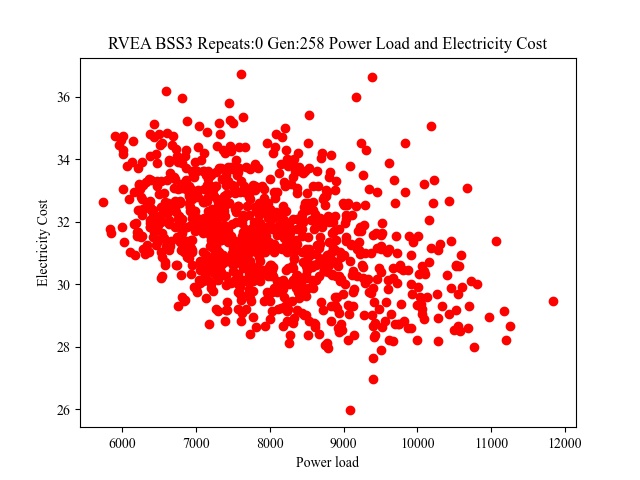 RVEA BSS3 Repeats:0 Gen:258 Power Load and Electricity Cost
Electricity Cost
36
34
32
30
28
26
6000 7000 8000 9000 10000 11000 12000
Power load